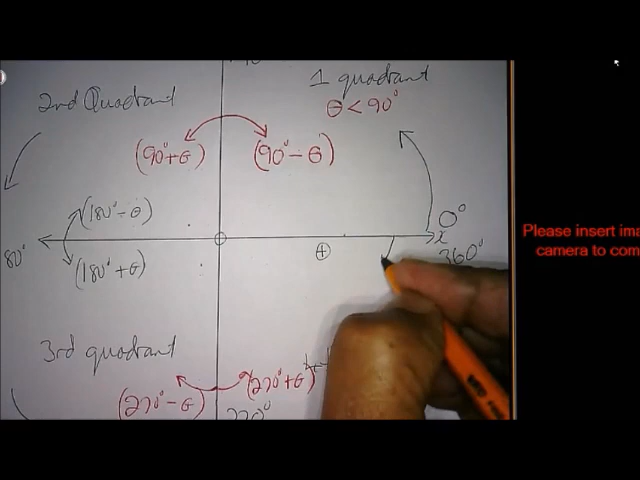 1 quadrant
θ < 90°
2nd Quadrant
(90°+θ)
(90°-θ)
(180°-θ)
0°
x
360°
80°
(180°+θ)
3rd quadrant
(270°+θ)
(270°-θ)
270°
Please insert ima
camera to com